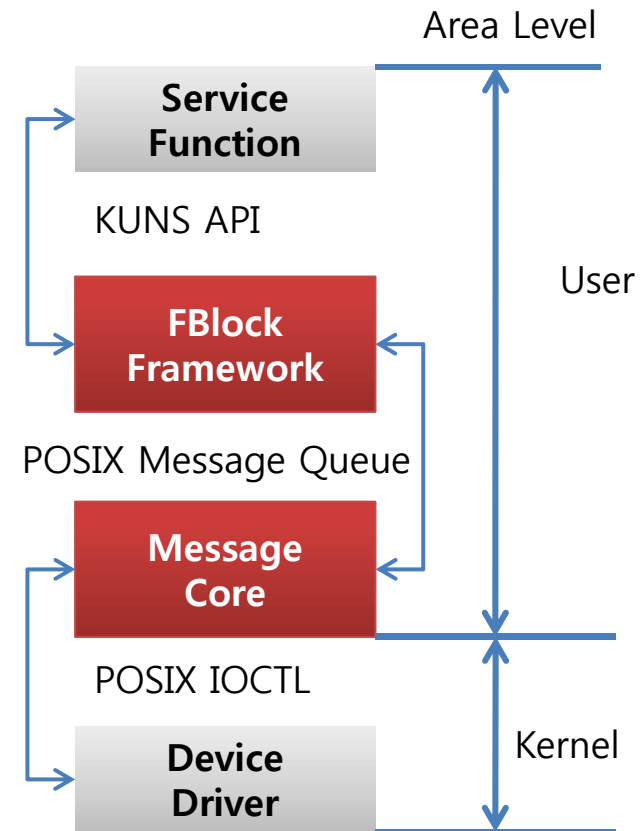 Area Level
Service
Function
KUNS API
User
FBlock
Framework
POSIX Message Queue
Message
Core
POSIX IOCTL
Kernel
Device
Driver